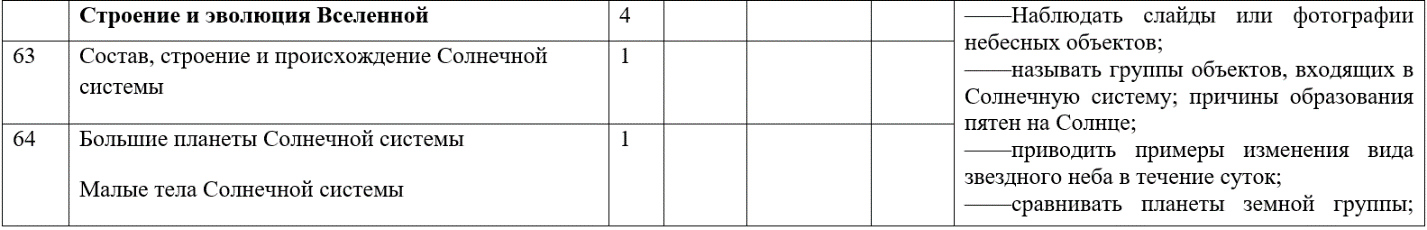 Строение и эволюция Вселенной
4
63
Состав, строение и происхождение Солнечной
системы
1
64
Большие планеты Солнечной системы
1
Малые тела Солнечной системы
——Наблюдать слайды или фотографии
небесных объектов;
——называть группы объектов, входящих в
Солнечную систему; причины образования
пятен на Солнце;
——приводить примеры изменения вида
звездного неба в течение суток;
——сравнивать планеты земной группы;